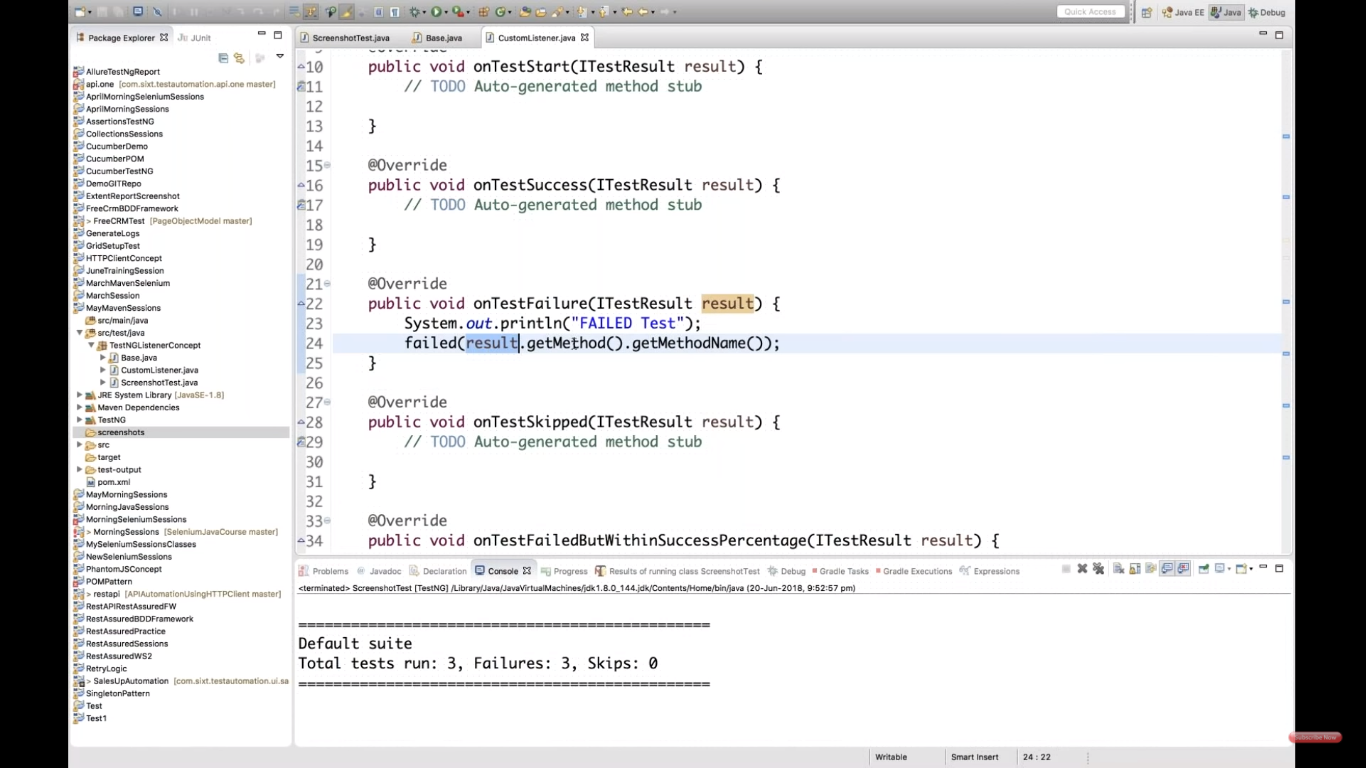 Quick Access
Java EE
Java
Debug
Package Explorer
JUnit
ScreenshotTest.java
Base.java
CustomListener.java
AllureTestNgReport
api.one [com.sixt.testautomation.api.one master]
AprilMorningSeleniumSessions
AprilMorningSessions
AssertionsTestNG
CollectionsSessions
CucumberDemo
CucumberPOM
CucumberTestNG
DemoGITRepo
ExtentReportScreenshot
FreeCrmBDDFramework
> FreeCRMTest [PageObjectModel master]
GenerateLogs
GridSetupTest
HTTPClientConcept
JuneTrainingSession
MarchMavenSelenium
MarchSession
MayMavenSessions
src/main/java
src/test/java
TestNGListenerConcept
Base.java
CustomListener.java
ScreenshotTest.java
JRE System Library [JavaSE-1.8]
Maven Dependencies
TestNG
screenshots
src
target
test-output
pom.xml
MayMorningSessions
MorningJavaSessions
MorningSeleniumSessions
> MorningSessions [SeleniumJavaCourse master]
MySeleniumSessionsClasses
NewSeleniumSessions
PhantomJSConcept
POMPattern
> restapi [APIAutomationUsingHTTPClient master]
RestAPIRestAssuredFW
RestAssuredBDDFramework
RestAssuredPractice
RestAssuredSessions
RestAssuredWS2
RetryLogic
> SalesUpAutomation [com.sixt.testautomation.ui.sa
SingletonPattern
Test
Test1
10 public void onTestStart(ITestResult result) {
11 // TODO Auto-generated method stub
12
13 }
14
15 @Override
16 public void onTestSuccess(ITestResult result) {
17 // TODO Auto-generated method stub
18
19 }
20
21 @Override
22 public void onTestFailure(ITestResult result) {
23 System.out.println("FAILED Test");
24 failed(result.getMethod().getMethodName());
25 }
26
27 @Override
28 public void onTestSkipped(ITestResult result) {
29 // TODO Auto-generated method stub
30
31 }
32
33 @Override
34 public void onTestFailedButWithinSuccessPercentage(ITestResult result) {
Problems
Javadoc
Declaration
Console
Progress
Results of running class ScreenshotTest
Debug
Gradle Tasks
Gradle Executions
Expressions
<terminated> ScreenshotTest [TestNG] /Library/Java/JavaVirtualMachines/jdk1.8.0_144.jdk/Contents/Home/bin/java (20-Jun-2018, 9:52:57 pm)
===============================================
Default suite
Total tests run: 3, Failures: 3, Skips: 0
===============================================
Writable
Smart Insert
24 : 22
Subscribe Now